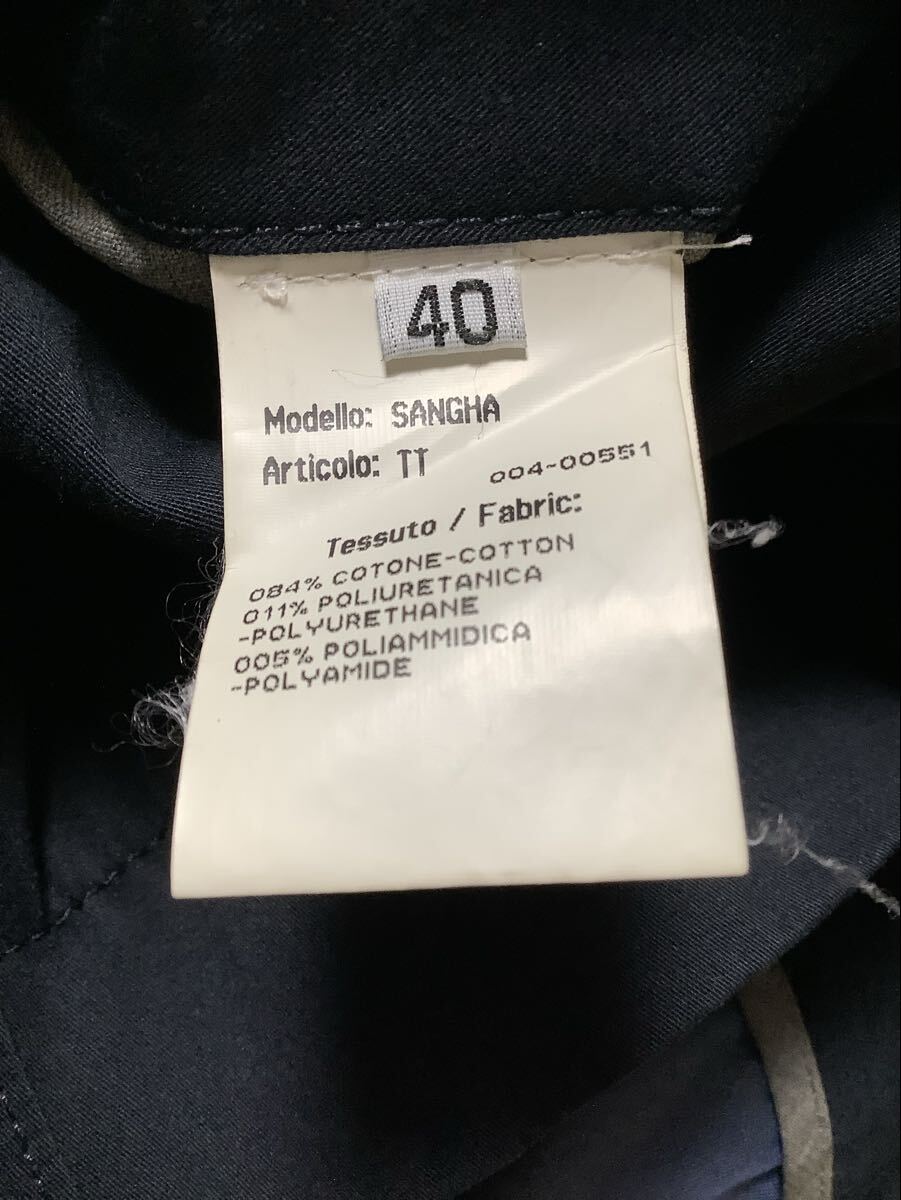 40
Modello: SANGHA
Articolo: TT 004-00551
Tessuto / Fabric:
084% COTONE-COTTON
011% POLIURETANICA
-POLYURETHANE
005% POLIAMMIDICA
-POLYAMIDE